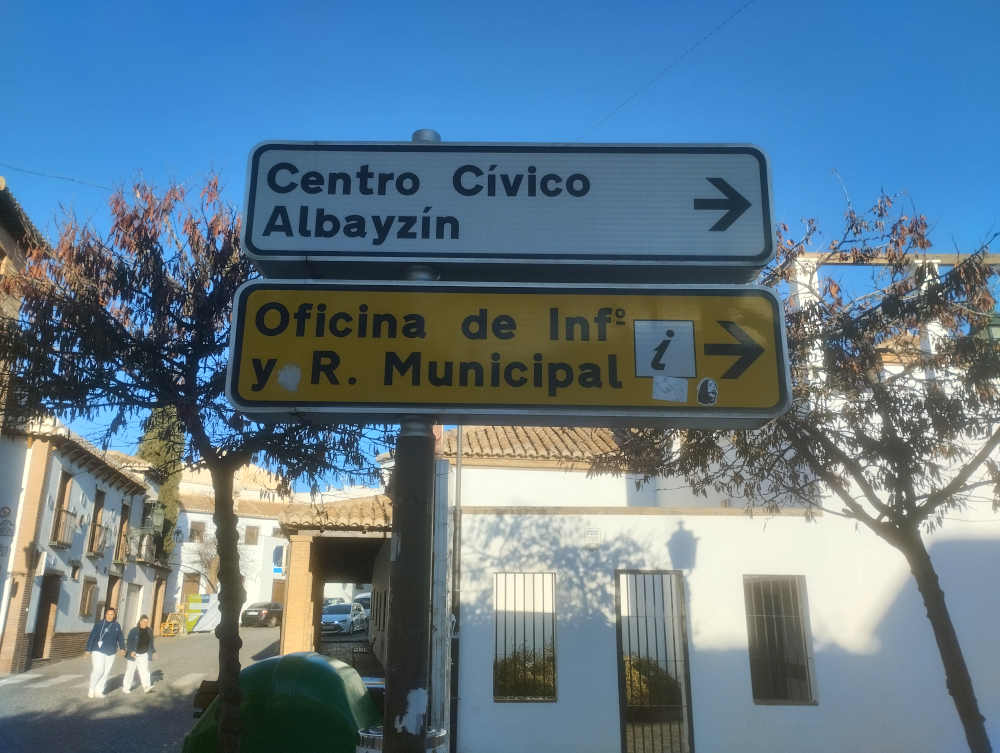 Centro Cívico
Albayzín
Oficina de Infº
y R. Municipal
i